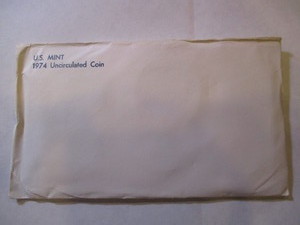 U.S. MINT
1974 Uncirculated Coin